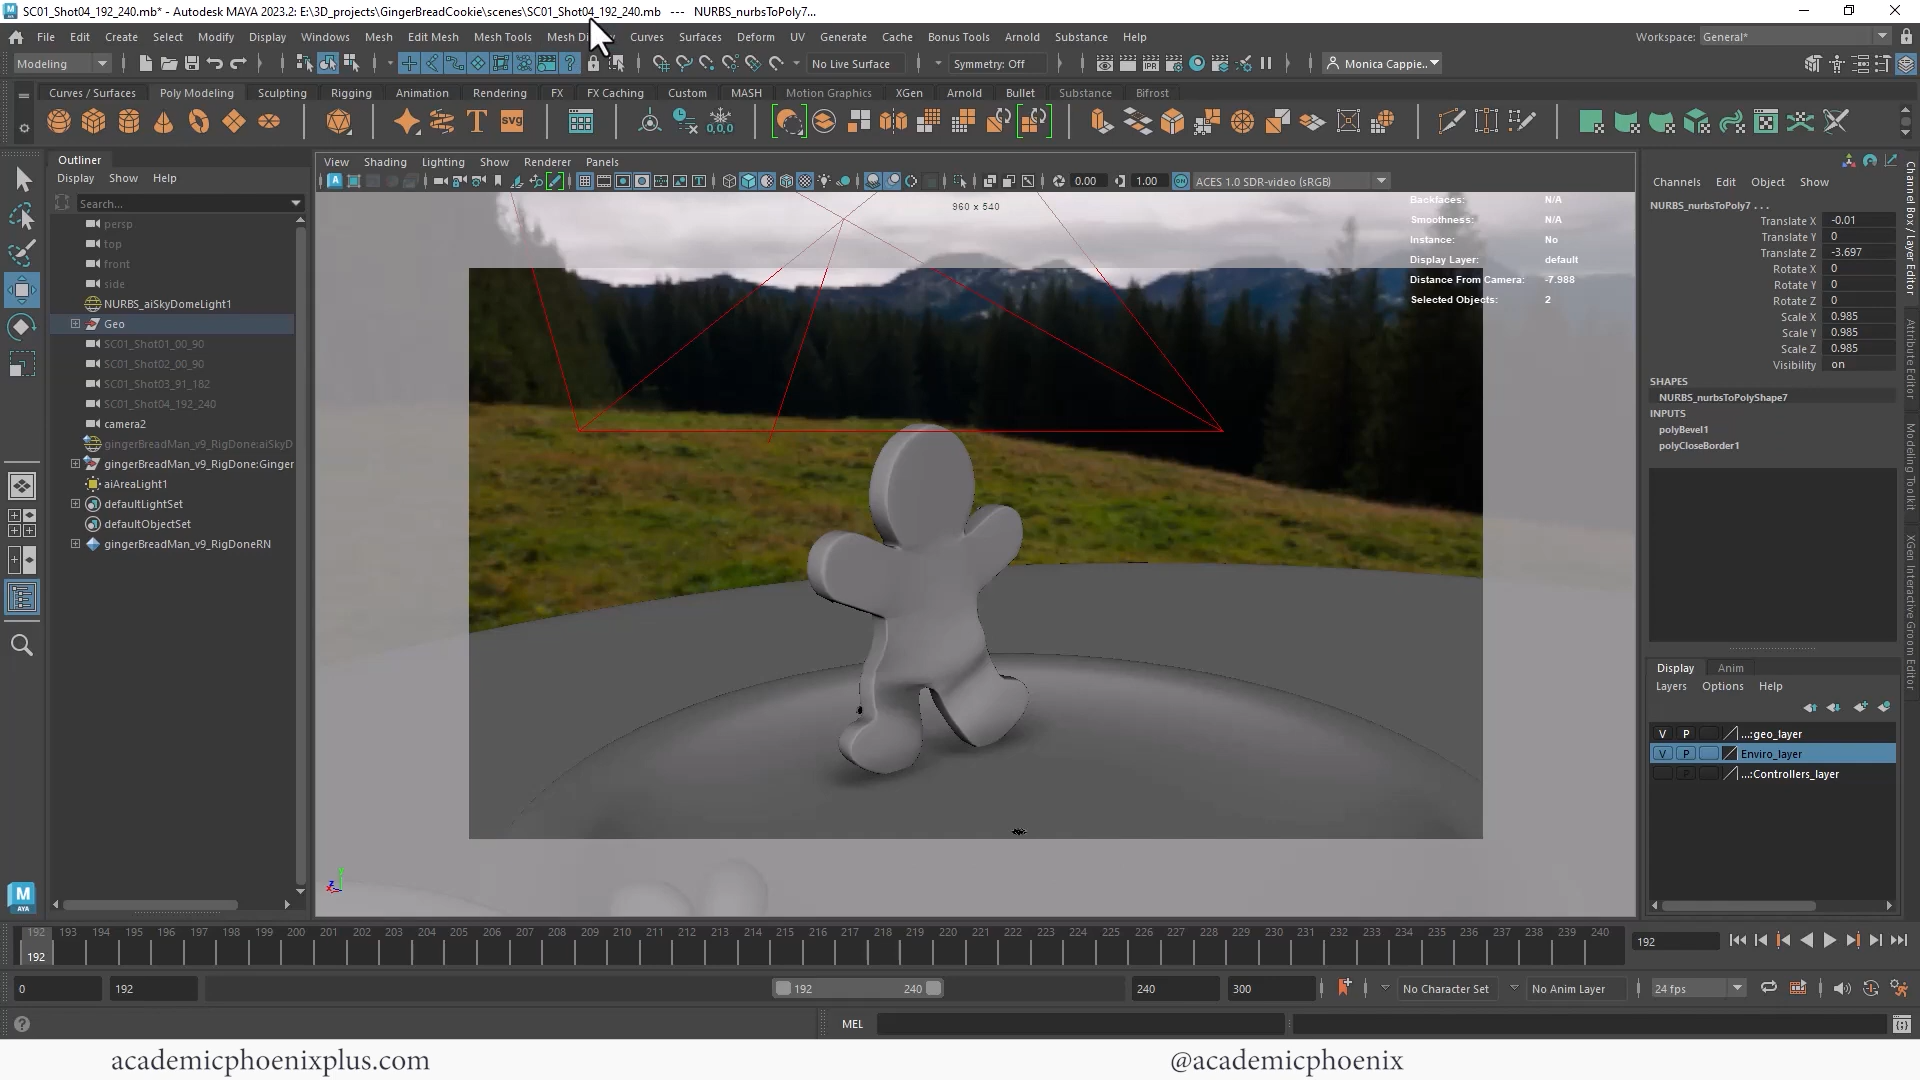 SC01_Shot04_192_240.mb* - Autodesk MAYA 2023.2: E:\3D_projects\GingerBreadCookie\scenes\SC01_Shot04_192_240.mb --- NURBS_nurbsToPoly7...
File Edit Create Select Modify Display Windows Mesh Edit Mesh Mesh Tools Mesh Curves Surfaces Deform UV Generate Cache Bonus Tools Arnold Substance Help
Workspace: General*
Modeling
No Live Surface
Symmetry: Off
Monica Cappie...
Curves / Surfaces Poly Modeling Sculpting Rigging Animation Rendering FX FX Caching Custom MASH Motion Graphics XGen Arnold Bullet Substance Bifrost
Outliner
Display Show Help
Search...
persp
top
front
side
NURBS_aiSkyDomeLight1
Geo
SC01_Shot01_00_90
SC01_Shot02_00_90
SC01_Shot03_91_182
SC01_Shot04_192_240
camera2
gingerBreadMan_v9_RigDone:aiSkyD
gingerBreadMan_v9_RigDone:Ginger
aiAreaLight1
defaultLightSet
defaultObjectSet
gingerBreadMan_v9_RigDoneRN
View Shading Lighting Show Renderer Panels
0.00 1.00 ACES 1.0 SDR-video (sRGB)
960 x 540
Backfaces: N/A
Smoothness: N/A
Instance: No
Display Layer: default
Distance From Camera: -7.988
Selected Objects: 2
Channels Edit Object Show
NURBS_nurbsToPoly7 . . .
Translate X -0.01
Translate Y 0
Translate Z -3.697
Rotate X 0
Rotate Y 0
Rotate Z 0
Scale X 0.985
Scale Y 0.985
Scale Z 0.985
Visibility on
SHAPES
NURBS_nurbsToPolyShape7
INPUTS
polyBevel1
polyCloseBorder1
Display Anim
Layers Options Help
V P ...:geo_layer
V P Enviro_layer
P ...:Controllers_layer
Channel Box / Layer Editor
Attribute Editor
Modeling Toolkit
XGen Interactive Groom Editor
192 193 194 195 196 197 198 199 200 201 202 203 204 205 206 207 208 209 210 211 212 213 214 215 216 217 218 219 220 221 222 223 224 225 226 227 228 229 230 231 232 233 234 235 236 237 238 239 240
192
192
0 192 192 240 240 300 No Character Set No Anim Layer 24 fps
MEL
academicphoenixplus.com
@academicphoenix